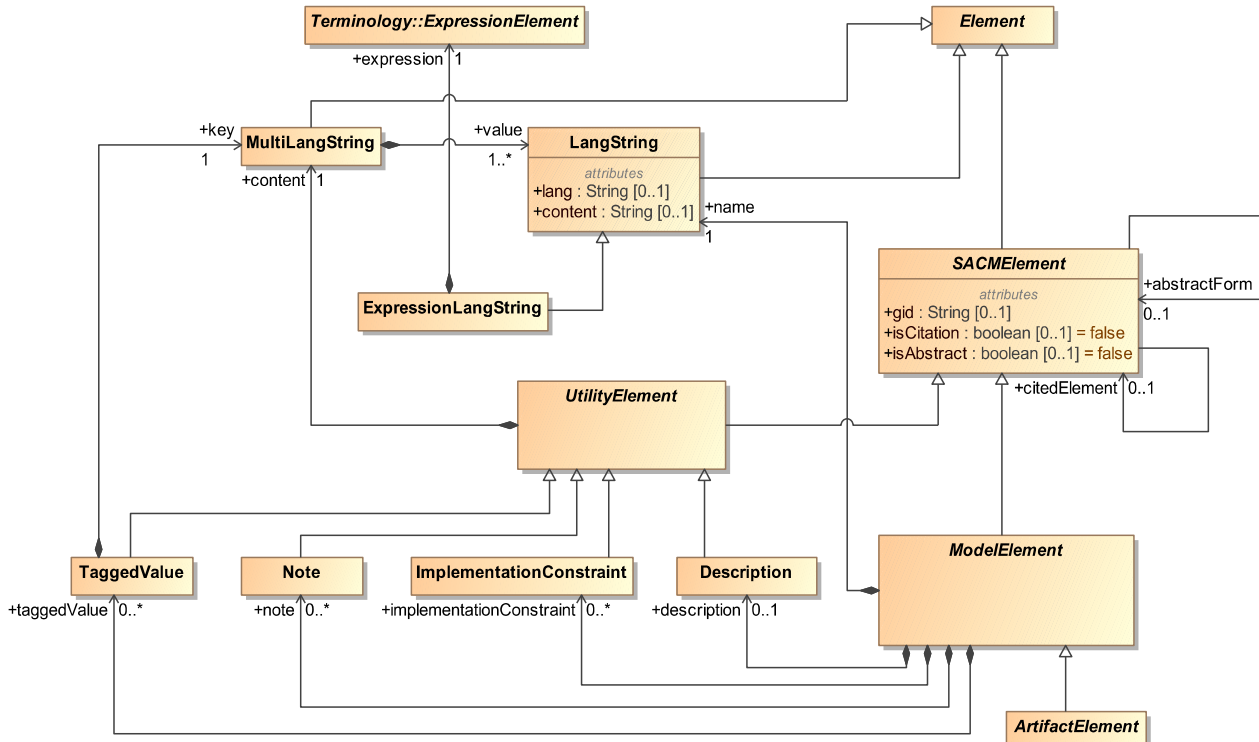 Terminology::ExpressionElement
Element
+expression 1
+key
1
MultiLangString
+value
1..*
LangString
attributes
+lang : String [0..1]
+content : String [0..1]
+content 1
+name
1
SACMElement
attributes
+gid : String [0..1]
+isCitation : boolean [0..1] = false
+isAbstract : boolean [0..1] = false
+abstractForm
0..1
ExpressionLangString
+citedElement 0..1
UtilityElement
ModelElement
TaggedValue
Note
ImplementationConstraint
Description
+taggedValue 0..*
+note 0..*
+implementationConstraint 0..*
+description 0..1
ArtifactElement